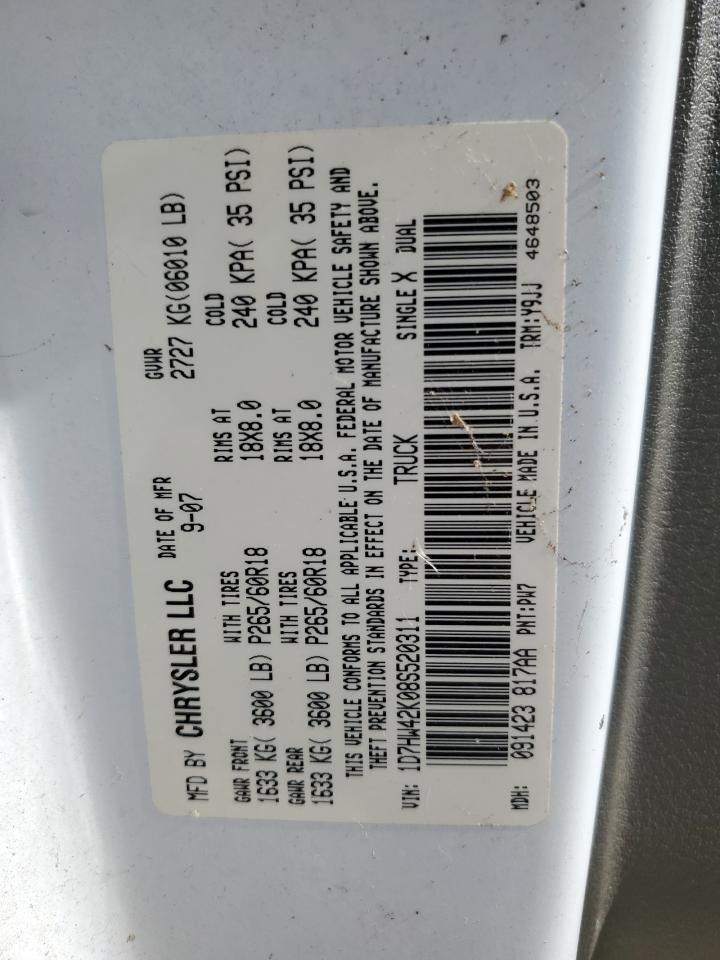 MFD BY CHRYSLER LLC DATE OF MFR GVWR
9-07 2727 KG(06010 LB)
GAWR FRONT WITH TIRES RIMS AT COLD
1633 KG( 3600 LB) P265/60R18 18X8.0 240 KPA( 35 PSI)
GAWR REAR WITH TIRES RIMS AT COLD
1633 KG( 3600 LB) P265/60R18 18X8.0 240 KPA( 35 PSI)
THIS VEHICLE CONFORMS TO ALL APPLICABLE U.S.A. FEDERAL MOTOR VEHICLE SAFETY AND
THEFT PREVENTION STANDARDS IN EFFECT ON THE DATE OF MANUFACTURE SHOWN ABOVE.
VIN: 1D7HW42K08S520311 TYPE: TRUCK SINGLE X DUAL
MDH: 091423 817AA PNT:PW7 VEHICLE MADE IN U.S.A. TRM:Y9JJ 4648503